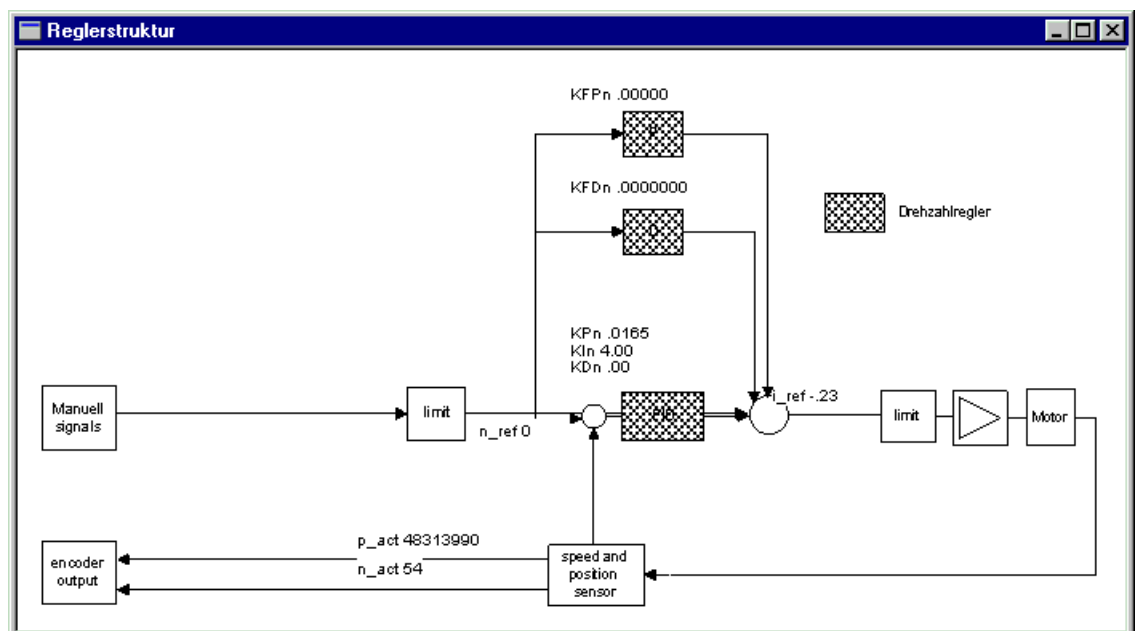 Reglerstruktur
KFPn .00000
P
KFDn .0000000
D
Drehzahlregler
KPn .0165
KIn 4.00
KDn .00
Manuell
signals
limit
n_ref 0
PID
i_ref -.23
limit
Motor
p_act 48313990
n_act 54
encoder
output
speed and
position
sensor